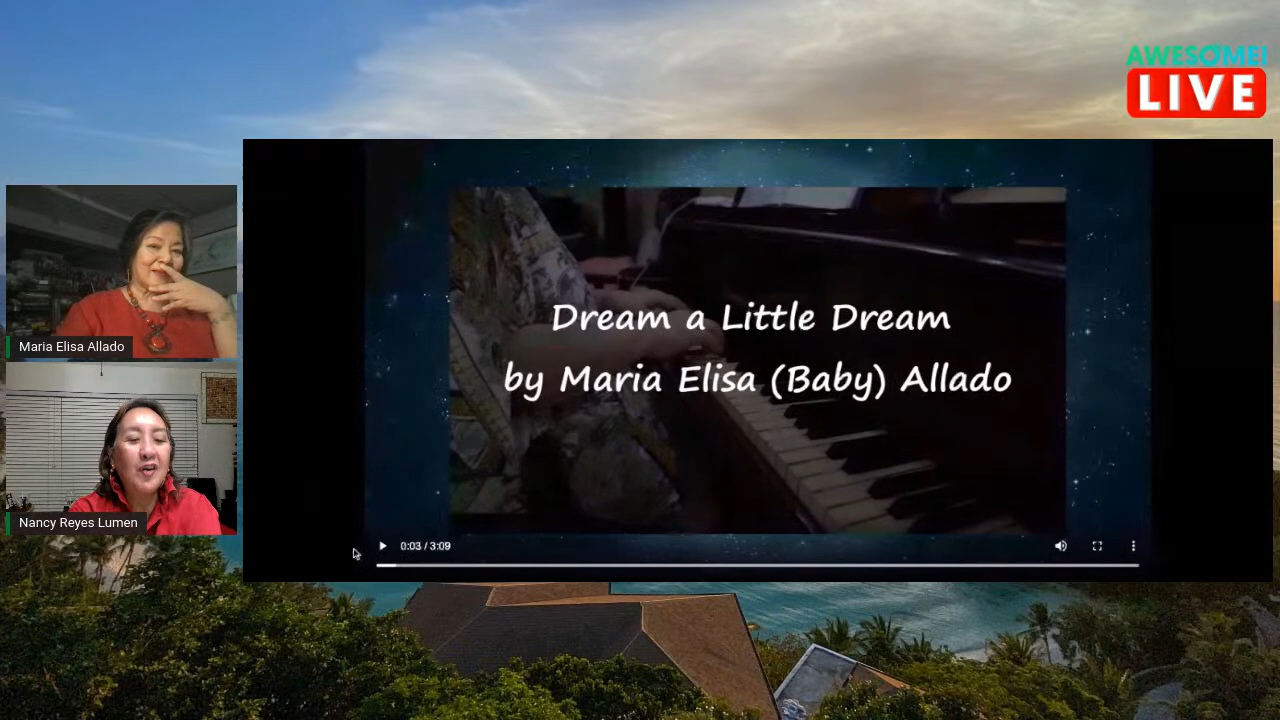 AWESOME!
LIVE
Maria Elisa Allado
Dream a Little Dream
by Maria Elisa (Baby) Allado
Nancy Reyes Lumen
0:03 / 3:09